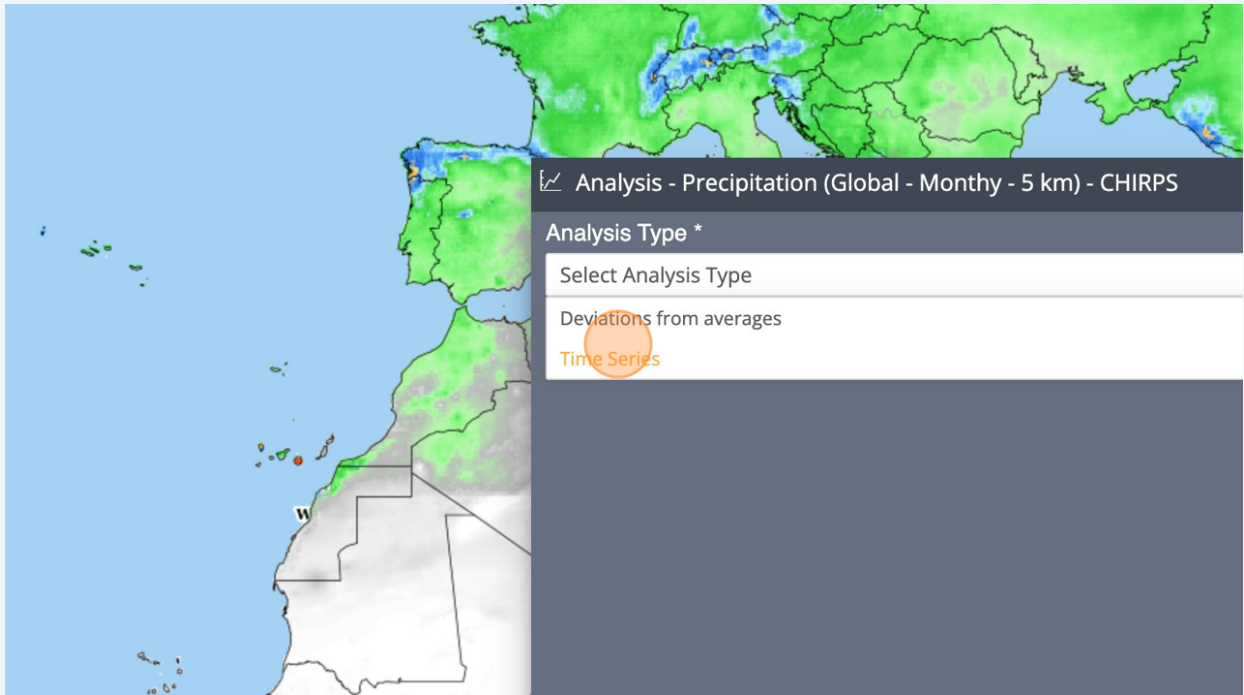 Analysis - Precipitation (Global - Monthy - 5 km) - CHIRPS
Analysis Type *
Select Analysis Type
Deviations from averages
Time Series
W